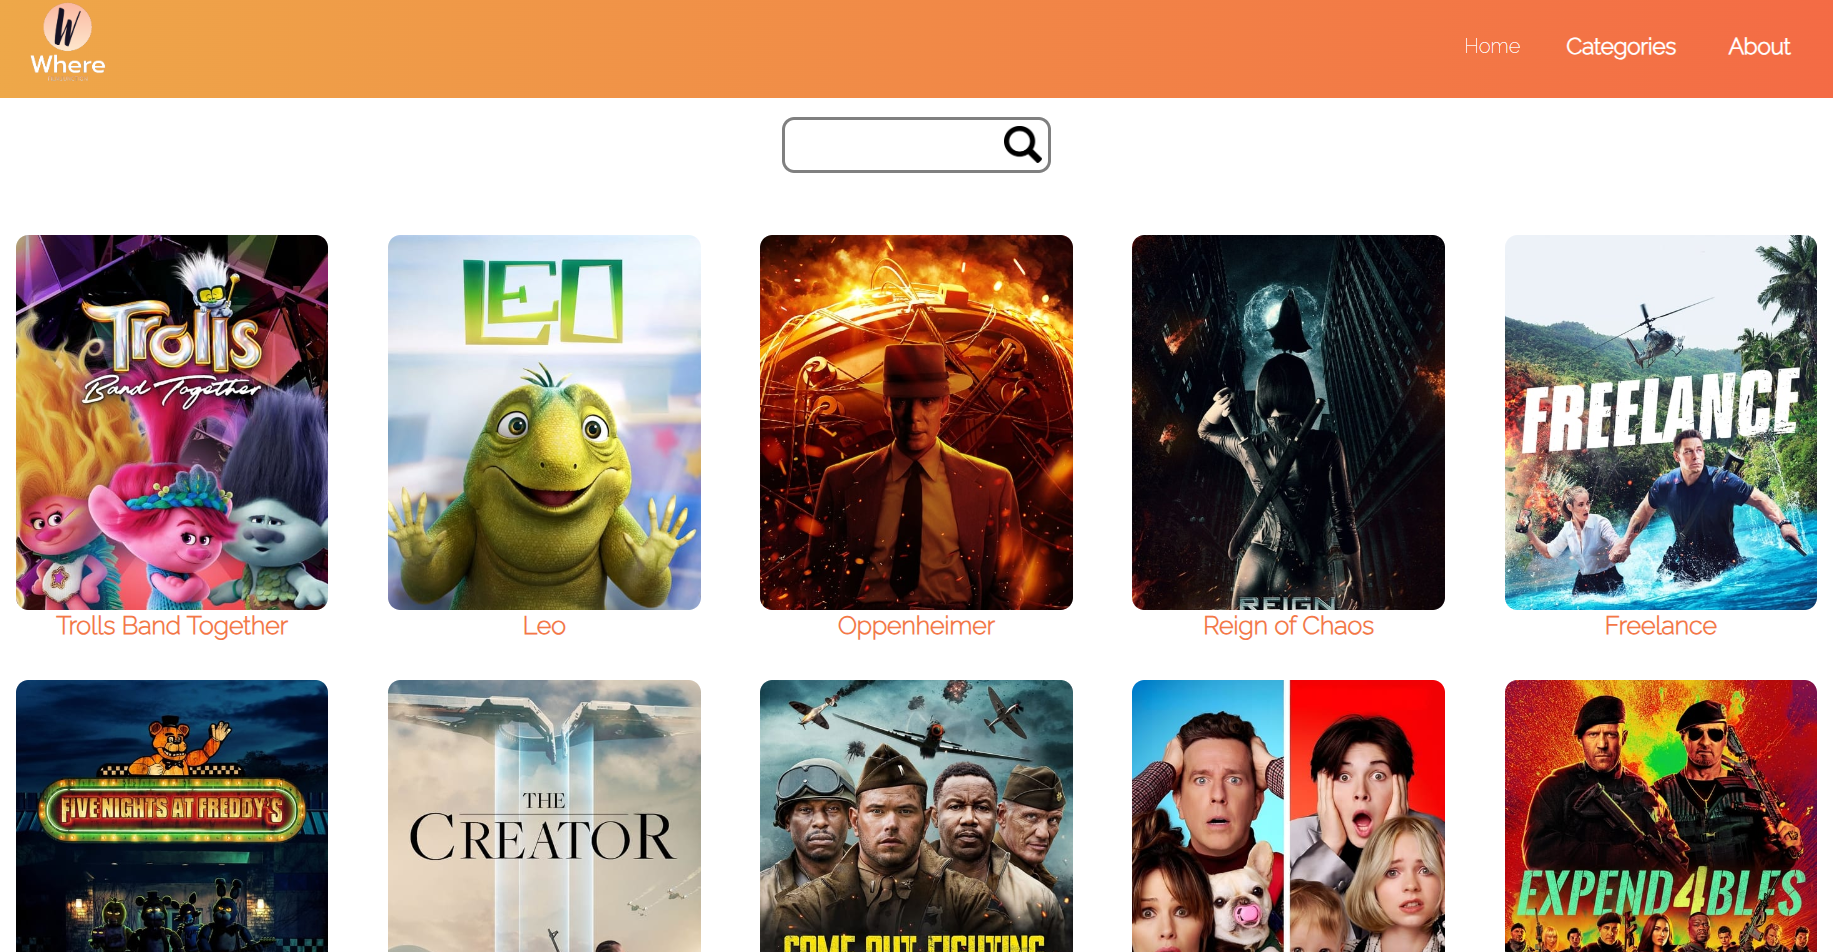 W
Where
Home
Categories
About
Trolls
Band Together
LEO
REIGN
FREELANCE
Trolls Band Together
Leo
Oppenheimer
Reign of Chaos
Freelance
FIVE NIGHTS AT FREDDY'S
THE
CREATOR
COME OUT FIGHTING
EXPEND4BLES